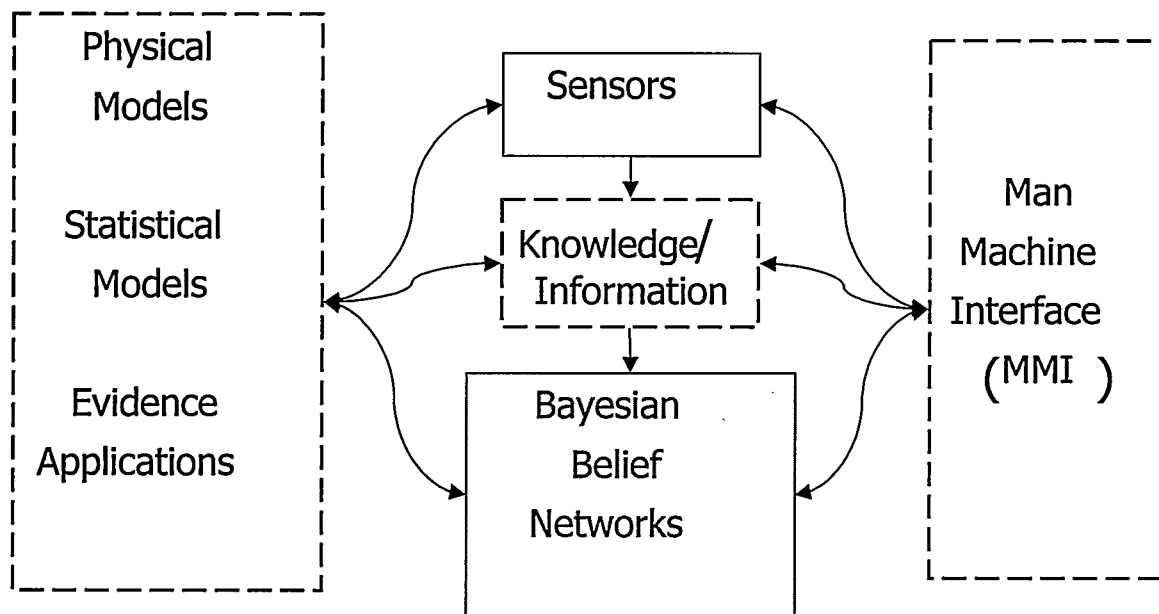 Physical
Models
Statistical
Models
Evidence
Applications
Sensors
Knowledge/
Information
Bayesian
Belief
Networks
Man
Machine
Interface
(MMI )